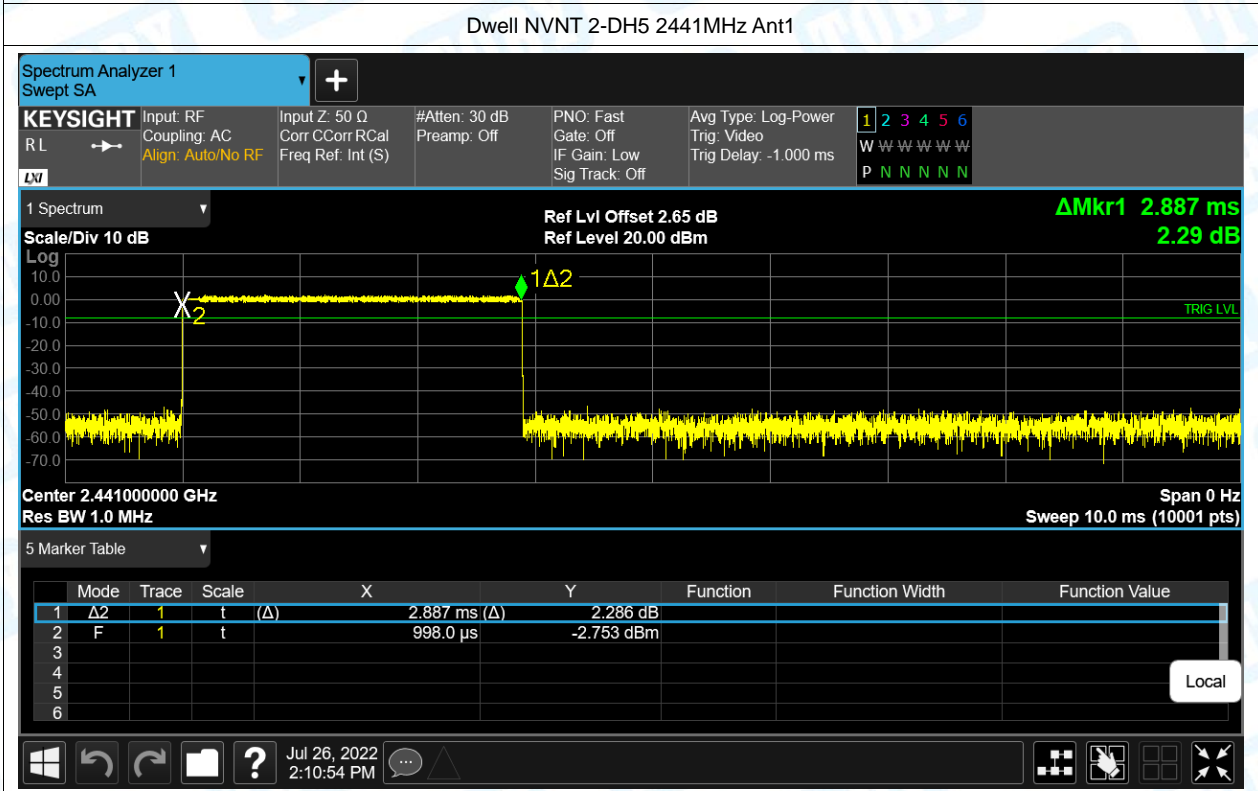 Dwell NVNT 2-DH5 2441MHz Ant1
Spectrum Analyzer 1
Swept SA
KEYSIGHT
RL
LXI
Input: RF
Coupling: AC
Align: Auto/No RF
Input Z: 50 Ω
Corr CCorr RCal
Freq Ref: Int (S)
#Atten: 30 dB
Preamp: Off
PNO: Fast
Gate: Off
IF Gain: Low
Sig Track: Off
Avg Type: Log-Power
Trig: Video
Trig Delay: -1.000 ms
1 2 3 4 5 6
W W W W W W
P N N N N N
1 Spectrum
Scale/Div 10 dB
Ref Lvl Offset 2.65 dB
Ref Level 20.00 dBm
ΔMkr1 2.887 ms
2.29 dB
Log
10.0
0.00
-10.0
-20.0
-30.0
-40.0
-50.0
-60.0
-70.0
1Δ2
2
TRIG LVL
Center 2.441000000 GHz
Span 0 Hz
Res BW 1.0 MHz
Sweep 10.0 ms (10001 pts)
5 Marker Table
Mode Trace Scale X Y Function Function Width Function Value
1 Δ2 1 t (Δ) 2.887 ms (Δ) 2.286 dB
2 F 1 t 998.0 µs -2.753 dBm
3
4
5
6
Local
?
Jul 26, 2022
2:10:54 PM